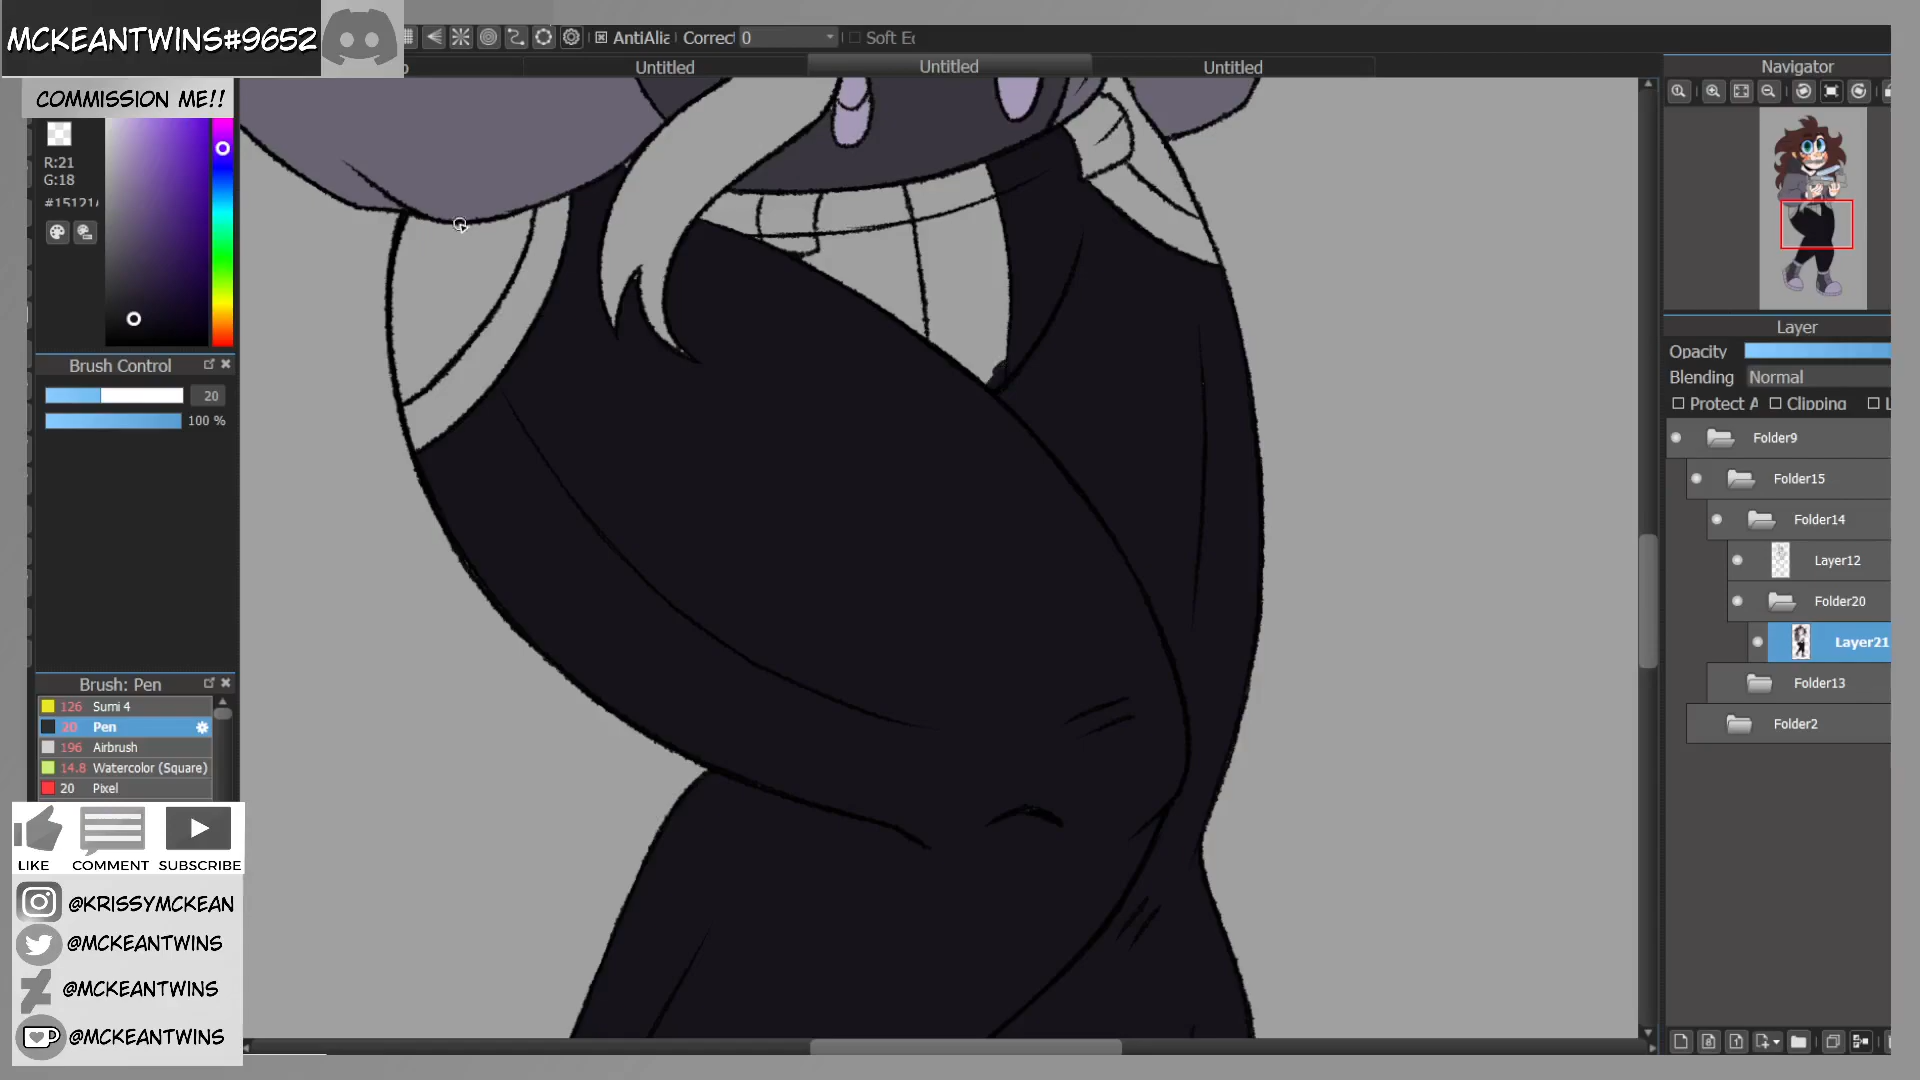 MCKEANTWINS#9652
COMMISSION ME!!
AntiAlia
Correct 0
Soft Ec
Untitled
Untitled
Untitled
Navigator
R:21
G:18
#15121
Brush Control
20
100 %
Brush: Pen
126 Sumi 4
20 Pen
196 Airbrush
14.8 Watercolor (Square)
20 Pixel
LIKE
COMMENT
SUBSCRIBE
@KRISSYMCKEAN
@MCKEANTWINS
@MCKEANTWINS
@MCKEANTWINS
Layer
Opacity
Blending Normal
Protect A
Clipping
L
Folder9
Folder15
Folder14
Layer12
Folder20
Layer21
Folder13
Folder2